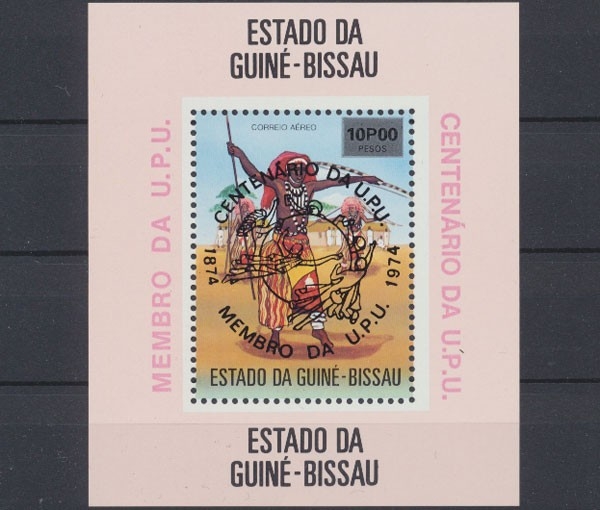 ESTADO DA
GUINÉ-BISSAU
MEMBRO DA U.P.U.
CENTENÁRIO DA U.P.U.
CORREIO AÉREO
10P00
PESOS
CENTENÁRIO DA U.P.U.
1874
1974
MEMBRO DA U.P.U.
ESTADO DA GUINÉ-BISSAU
ESTADO DA
GUINÉ-BISSAU